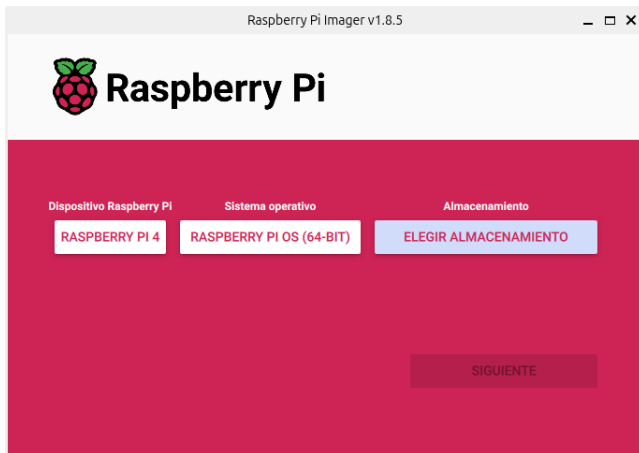 Raspberry Pi Imager v1.8.5
Raspberry Pi
Dispositivo Raspberry Pi
Sistema operativo
Almacenamiento
RASPBERRY PI 4
RASPBERRY PI OS (64-BIT)
ELEGIR ALMACENAMIENTO
SIGUIENTE